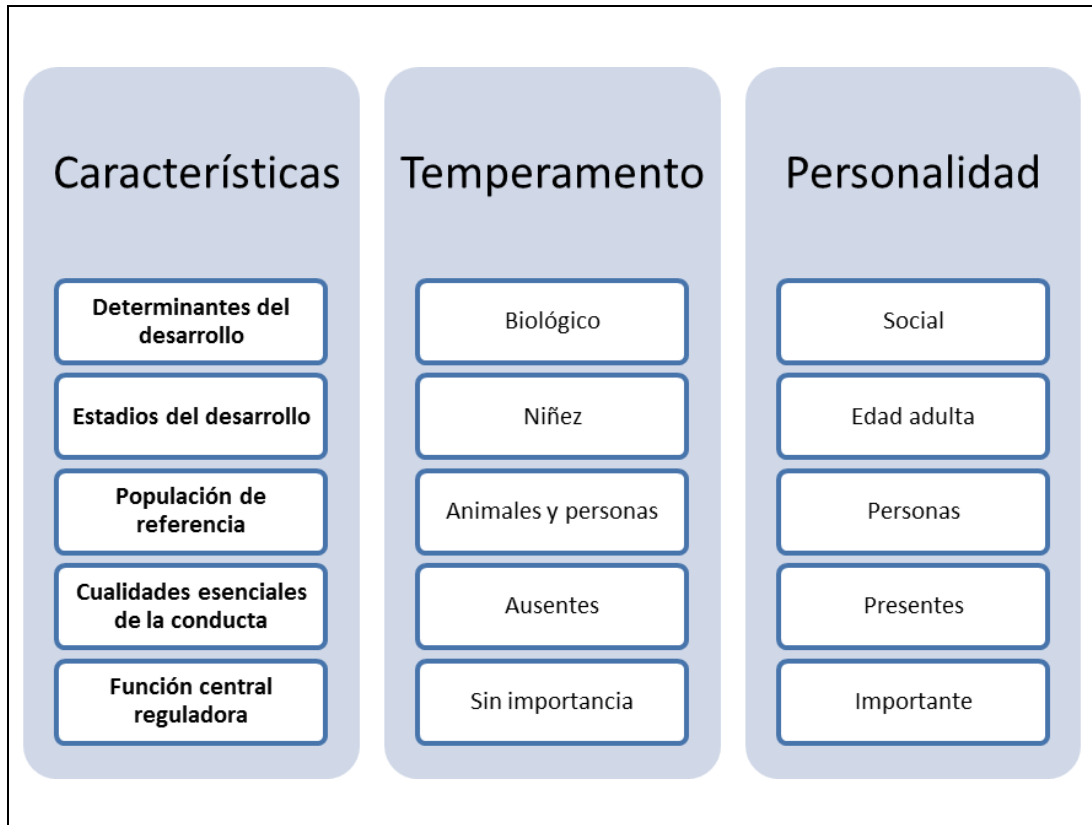 Características
Temperamento
Personalidad
Determinantes del
desarrollo
Biológico
Social
Estadios del desarrollo
Niñez
Edad adulta
Populación de
referencia
Animales y personas
Personas
Cualidades esenciales
de la conducta
Ausentes
Presentes
Función central
reguladora
Sin importancia
Importante